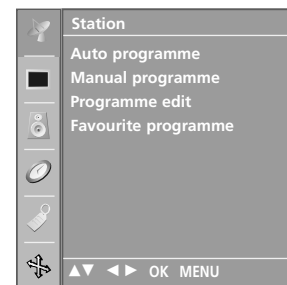 Station
Auto programme
Manual programme
Programme edit
Favourite programme
▲▼ ◄► OK MENU